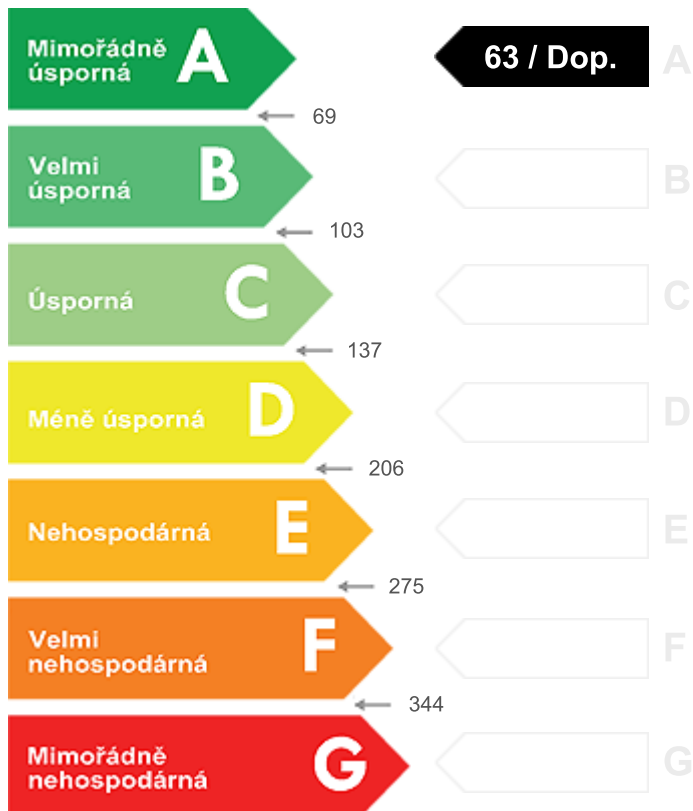 Mimořádně
úsporná
A
63 / Dop.
A
69
Velmi
úsporná
B
B
103
Úsporná
C
C
137
Méně úsporná
D
D
206
Nehospodárná
E
E
275
Velmi
nehospodárná
F
F
344
Mimořádně
nehospodárná
G
G